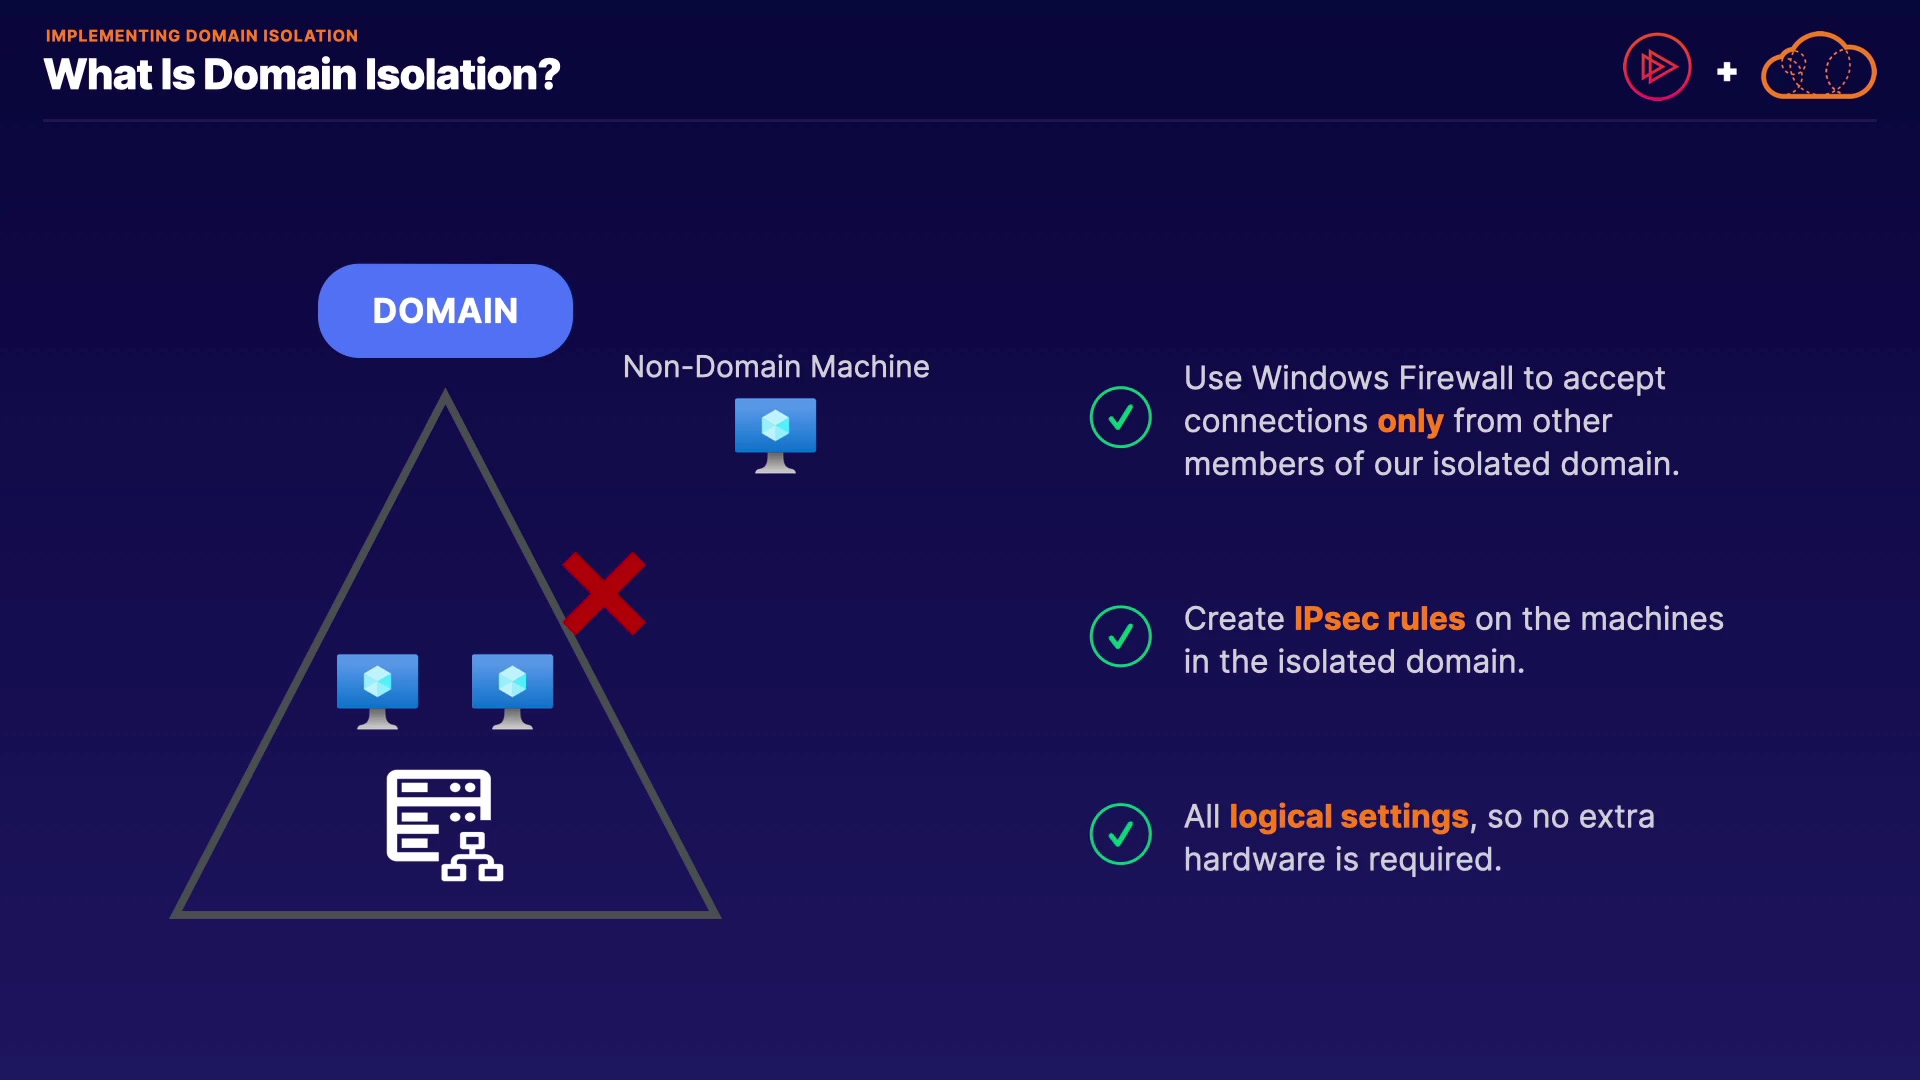 IMPLEMENTING DOMAIN ISOLATION
What Is Domain Isolation?
DOMAIN
Non-Domain Machine
Use Windows Firewall to accept
connections only from other
members of our isolated domain.
Create IPsec rules on the machines
in the isolated domain.
All logical settings, so no extra
hardware is required.